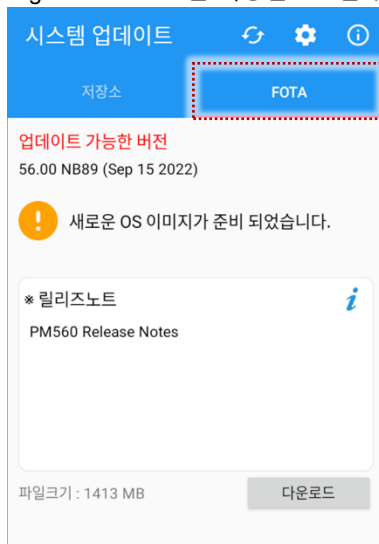 시스템 업데이트
저장소
FOTA
업데이트 가능한 버전
56.00 NB89 (Sep 15 2022)
새로운 OS 이미지가 준비 되었습니다.
※ 릴리즈노트
PM560 Release Notes
파일크기 : 1413 MB
다운로드